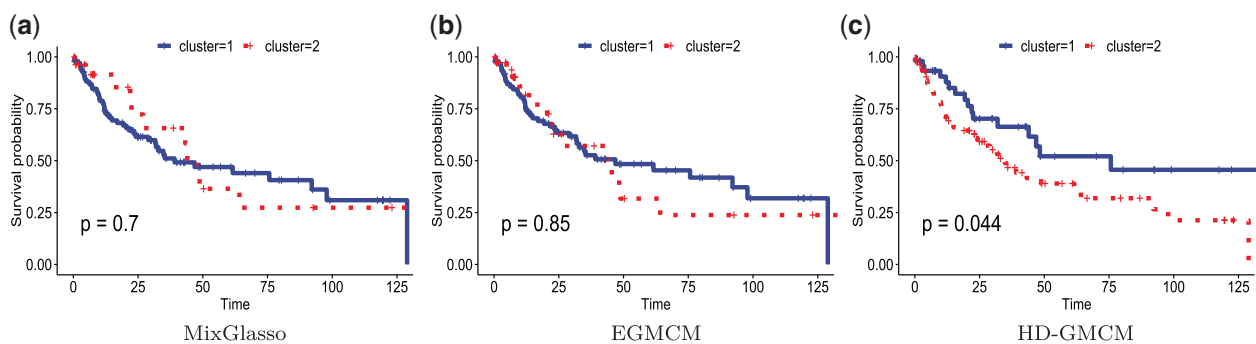 (a)
cluster=1 cluster=2
Survival probability
1.00
0.75
0.50
0.25
0.00
p = 0.7
0 25 50 75 100 125
Time
MixGlasso
(b)
cluster=1 cluster=2
Survival probability
1.00
0.75
0.50
0.25
0.00
p = 0.85
0 25 50 75 100 125
Time
EGMCM
(c)
cluster=1 cluster=2
Survival probability
1.00
0.75
0.50
0.25
0.00
p = 0.044
0 25 50 75 100 125
Time
HD-GMCM